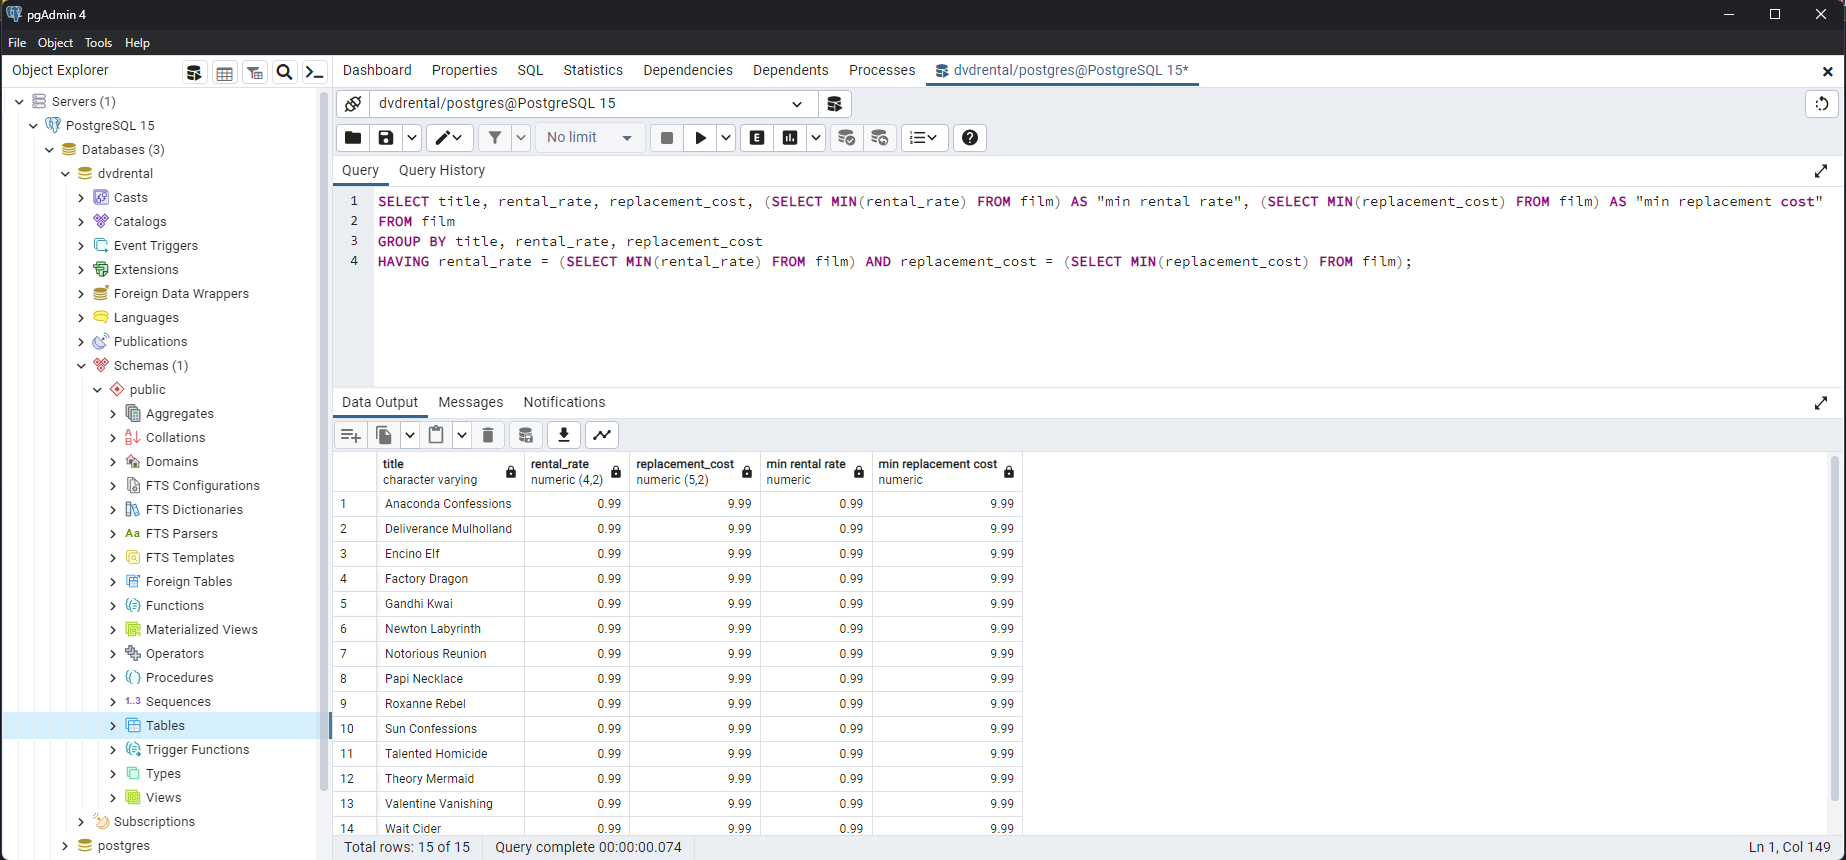 pgAdmin 4
File Object Tools Help
Object Explorer
Dashboard Properties SQL Statistics Dependencies Dependents Processes dvdrental/postgres@PostgreSQL 15*
Servers (1)
PostgreSQL 15
Databases (3)
dvdrental
Casts
Catalogs
Event Triggers
Extensions
Foreign Data Wrappers
Languages
Publications
Schemas (1)
public
Aggregates
Collations
Domains
FTS Configurations
FTS Dictionaries
Aa FTS Parsers
FTS Templates
Foreign Tables
Functions
Materialized Views
Operators
Procedures
1..3 Sequences
Tables
Trigger Functions
Types
Views
Subscriptions
postgres
dvdrental/postgres@PostgreSQL 15
No limit E
Query Query History
1 SELECT title, rental_rate, replacement_cost, (SELECT MIN(rental_rate) FROM film) AS "min rental rate", (SELECT MIN(replacement_cost) FROM film) AS "min replacement cost"
2 FROM film
3 GROUP BY title, rental_rate, replacement_cost
4 HAVING rental_rate = (SELECT MIN(rental_rate) FROM film) AND replacement_cost = (SELECT MIN(replacement_cost) FROM film);
Data Output Messages Notifications
title rental_rate replacement_cost min rental rate min replacement cost
character varying numeric (4,2) numeric (5,2) numeric numeric
1 Anaconda Confessions 0.99 9.99 0.99 9.99
2 Deliverance Mulholland 0.99 9.99 0.99 9.99
3 Encino Elf 0.99 9.99 0.99 9.99
4 Factory Dragon 0.99 9.99 0.99 9.99
5 Gandhi Kwai 0.99 9.99 0.99 9.99
6 Newton Labyrinth 0.99 9.99 0.99 9.99
7 Notorious Reunion 0.99 9.99 0.99 9.99
8 Papi Necklace 0.99 9.99 0.99 9.99
9 Roxanne Rebel 0.99 9.99 0.99 9.99
10 Sun Confessions 0.99 9.99 0.99 9.99
11 Talented Homicide 0.99 9.99 0.99 9.99
12 Theory Mermaid 0.99 9.99 0.99 9.99
13 Valentine Vanishing 0.99 9.99 0.99 9.99
14 Wait Cider 0.99 9.99 0.99 9.99
Total rows: 15 of 15 Query complete 00:00:00.074 Ln 1, Col 149